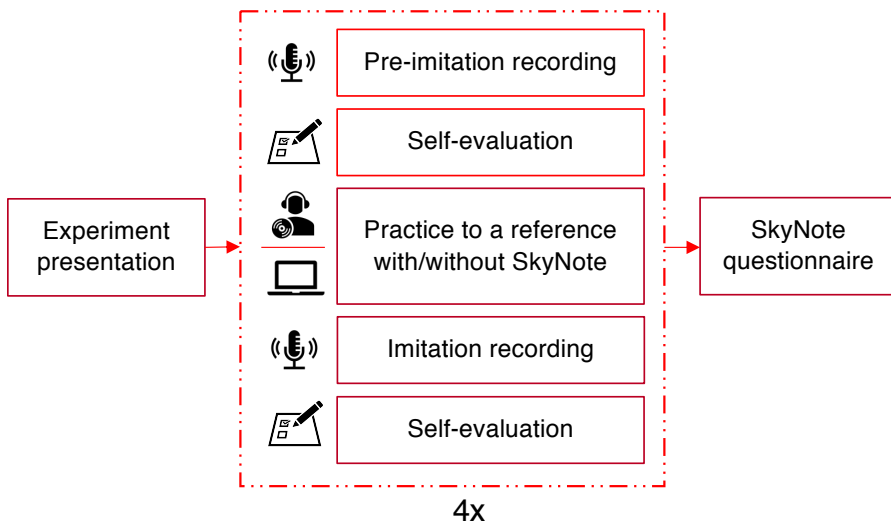 Experiment
presentation
Pre-imitation recording
Self-evaluation
Practice to a reference
with/without SkyNote
Imitation recording
Self-evaluation
4x
SkyNote
questionnaire